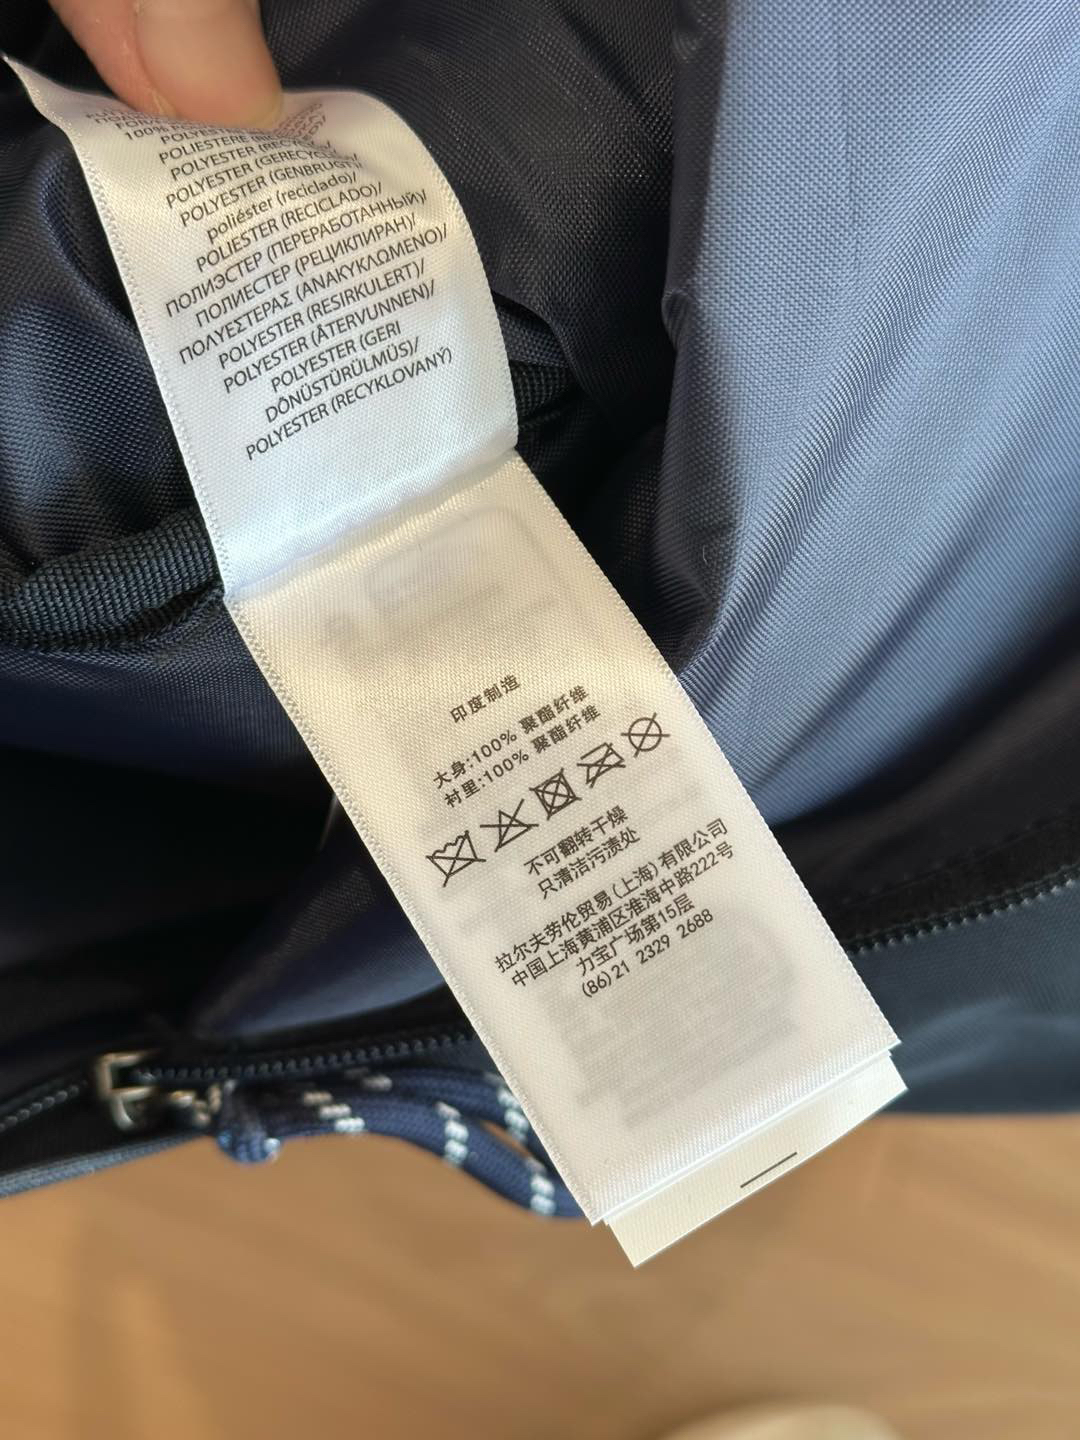 100%
POLIESTERE
POLYESTER
POLYESTER (GERECYCLE
POLYESTER (GENBRUGT)/
poliéster (reciclado)/
POLIESTER (RECICLADO)/
ПОЛИЭСТЕР (ПЕРЕРАБОТАННЫЙ)/
ПОЛИЕСТЕР (РЕЦИКЛИРАН)/
ΠΟΛΥΕΣΤΕΡΑΣ (ΑΝΑΚΥΚΛΩΜΕΝΟ)/
POLYESTER (RESIRKULERT)/
POLYESTER (ÅTERVUNNEN)/
POLYESTER (GERI
DÖNÜSTÜRÜLMÜS)/
POLYESTER (RECYKLOVANÝ)
印度制造
大身:100% 聚酯纤维
衬里:100% 聚酯纤维
不可翻转干燥
只清洁污渍处
拉尔夫劳伦贸易(上海)有限公司
中国上海黄浦区淮海中路222号
力宝广场第15层
(86)21 2329 2688